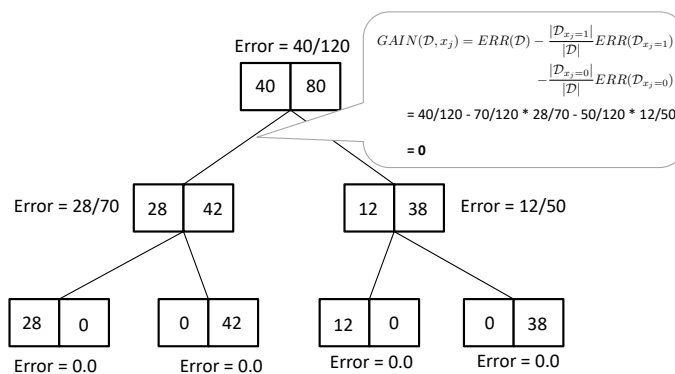 Error = 40/120
40 80
GAIN(𝒟, x_j) = ERR(𝒟) − |𝒟_{x_j=1}|/|𝒟| ERR(𝒟_{x_j=1})
− |𝒟_{x_j=0}|/|𝒟| ERR(𝒟_{x_j=0})
= 40/120 - 70/120 * 28/70 - 50/120 * 12/50
= 0
Error = 28/70
28 42
12 38
Error = 12/50
28 0
0 42
12 0
0 38
Error = 0.0
Error = 0.0
Error = 0.0
Error = 0.0